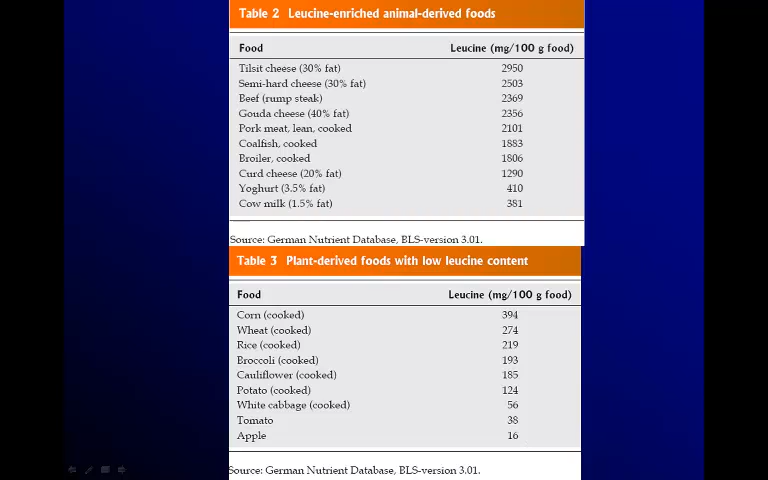 Table 2 Leucine-enriched animal-derived foods
Food Leucine (mg/100 g food)
Tilsit cheese (30% fat) 2950
Semi-hard cheese (30% fat) 2503
Beef (rump steak) 2369
Gouda cheese (40% fat) 2356
Pork meat, lean, cooked 2101
Coalfish, cooked 1883
Broiler, cooked 1806
Curd cheese (20% fat) 1290
Yoghurt (3.5% fat) 410
Cow milk (1.5% fat) 381
Source: German Nutrient Database, BLS-version 3.01.
Table 3 Plant-derived foods with low leucine content
Food Leucine (mg/100 g food)
Corn (cooked) 394
Wheat (cooked) 274
Rice (cooked) 219
Broccoli (cooked) 193
Cauliflower (cooked) 185
Potato (cooked) 124
White cabbage (cooked) 56
Tomato 38
Apple 16
Source: German Nutrient Database, BLS-version 3.01.